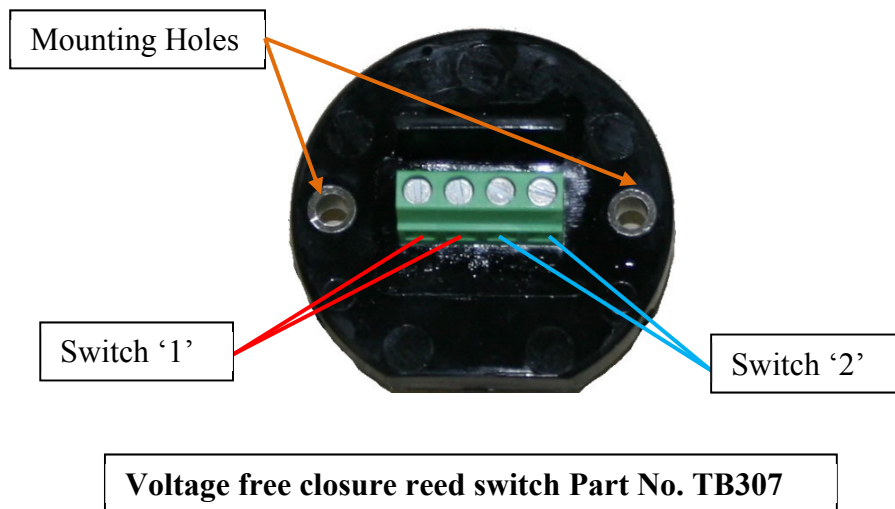 Mounting Holes
Switch ‘1’
Switch ‘2’
Voltage free closure reed switch Part No. TB307